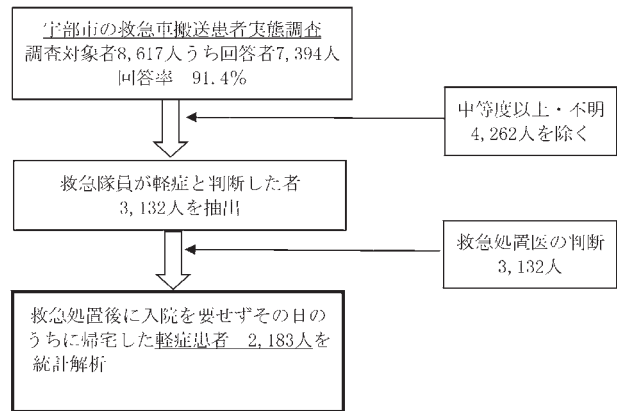 宇部市の救急車搬送患者実態調査
調査対象者8,617人うち回答者7,394人
回答率 91.4%
中等度以上・不明
4,262人を除く
救急隊員が軽症と判断した者
3,132人を抽出
救急処置医の判断
3,132人
救急処置後に入院を要せずその日の
うちに帰宅した軽症患者 2,183人を
統計解析